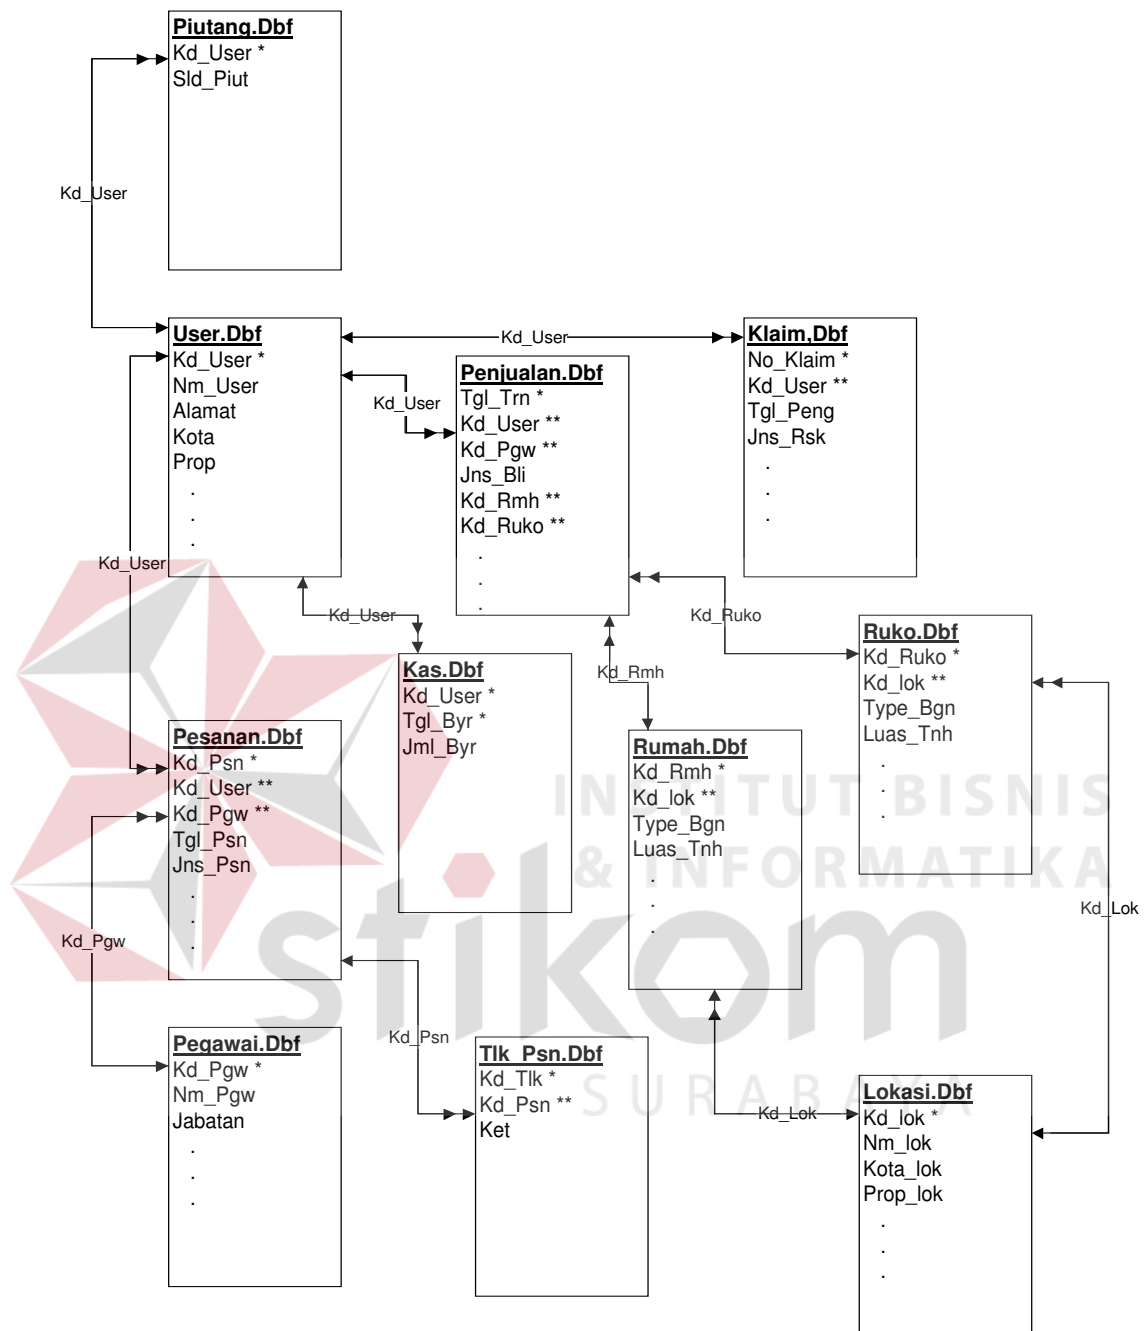 Piutang.Dbf
Kd_User *
Sld_Piut
Kd_User
User.Dbf
Kd_User *
Nm_User
Alamat
Kota
Prop
.
.
.
Kd_User
Kd_User
Penjualan.Dbf
Tgl_Trn *
Kd_User **
Kd_Pgw **
Jns_Bli
Kd_Rmh **
Kd_Ruko **
.
.
.
Klaim,Dbf
No_Klaim *
Kd_User **
Tgl_Peng
Jns_Rsk
.
.
.
Kd_User
Kd_User
Kd_Ruko
Kd_Rmh
Kas.Dbf
Kd_User *
Tgl_Byr *
Jml_Byr
Ruko.Dbf
Kd_Ruko *
Kd_lok **
Type_Bgn
Luas_Tnh
.
.
.
Pesanan.Dbf
Kd_Psn *
Kd_User **
Kd_Pgw **
Tgl_Psn
Jns_Psn
.
.
.
Rumah.Dbf
Kd_Rmh *
Kd_lok **
Type_Bgn
Luas_Tnh
.
.
.
INSTITUT BISNIS
& INFORMATIKA
stikom
SURABAYA
Kd_Pgw
Kd_Lok
Kd_Psn
Pegawai.Dbf
Kd_Pgw *
Nm_Pgw
Jabatan
.
.
.
Tlk_Psn.Dbf
Kd_Tlk *
Kd_Psn **
Ket
Kd_Lok
Lokasi.Dbf
Kd_lok *
Nm_lok
Kota_lok
Prop_lok
.
.
.